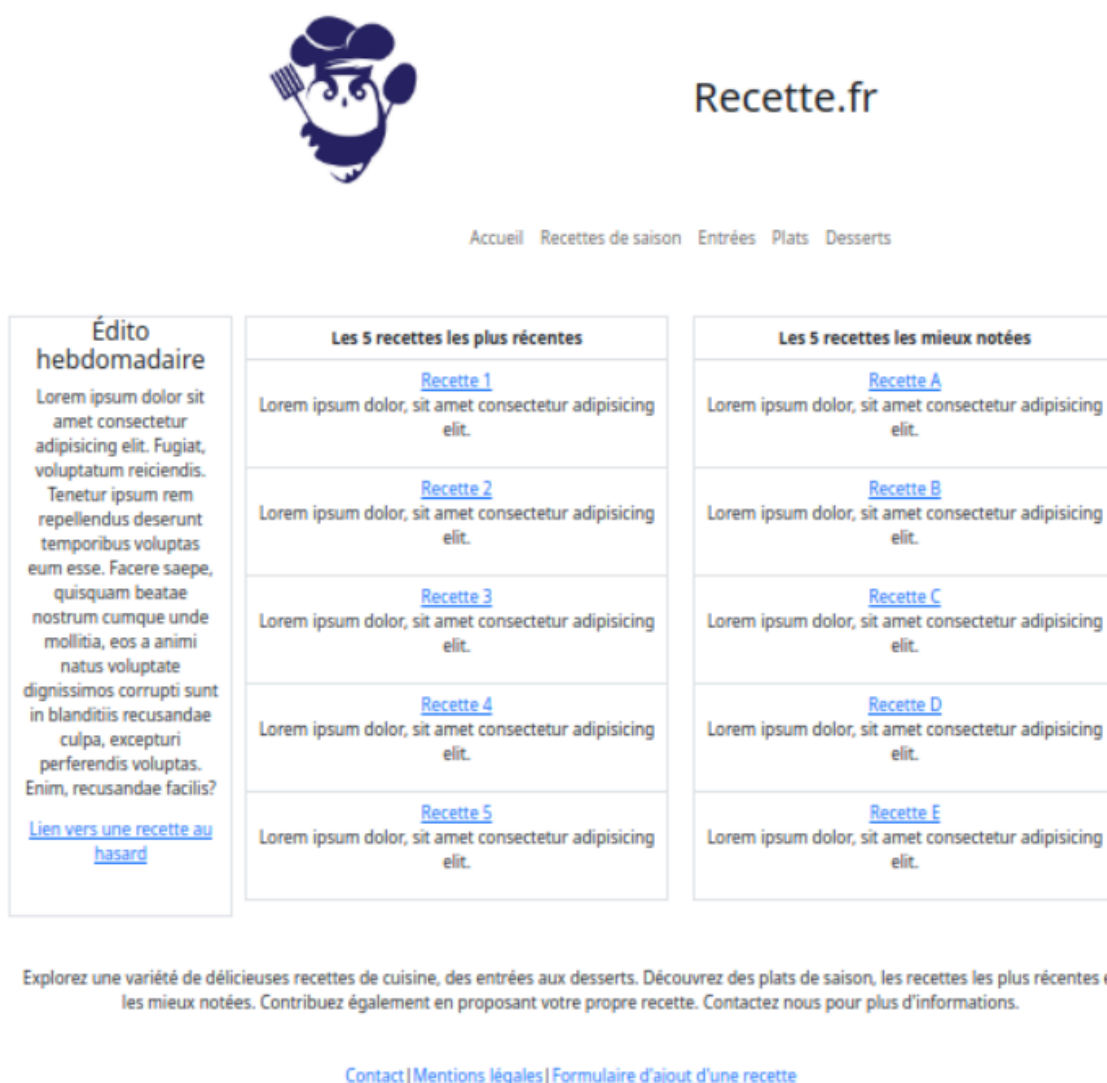 Recette.fr
Accueil Recettes de saison Entrées Plats Desserts
Édito
hebdomadaire
Lorem ipsum dolor sit
amet consectetur
adipisicing elit. Fugiat,
voluptatum reiciendis.
Tenetur ipsum rem
repellendus deserunt
temporibus voluptas
eum esse. Facere saepe,
quisquam beatae
nostrum cumque unde
mollitia, eos a animi
natus voluptate
dignissimos corrupti sunt
in blanditiis recusandae
culpa, excepturi
perferendis voluptas.
Enim, recusandae facilis?
Lien vers une recette au
hasard
Les 5 recettes les plus récentes
Recette 1
Lorem ipsum dolor, sit amet consectetur adipisicing
elit.
Recette 2
Lorem ipsum dolor, sit amet consectetur adipisicing
elit.
Recette 3
Lorem ipsum dolor, sit amet consectetur adipisicing
elit.
Recette 4
Lorem ipsum dolor, sit amet consectetur adipisicing
elit.
Recette 5
Lorem ipsum dolor, sit amet consectetur adipisicing
elit.
Les 5 recettes les mieux notées
Recette A
Lorem ipsum dolor, sit amet consectetur adipisicing
elit.
Recette B
Lorem ipsum dolor, sit amet consectetur adipisicing
elit.
Recette C
Lorem ipsum dolor, sit amet consectetur adipisicing
elit.
Recette D
Lorem ipsum dolor, sit amet consectetur adipisicing
elit.
Recette E
Lorem ipsum dolor, sit amet consectetur adipisicing
elit.
Explorez une variété de délicieuses recettes de cuisine, des entrées aux desserts. Découvrez des plats de saison, les recettes les plus récentes
les mieux notées. Contribuez également en proposant votre propre recette. Contactez nous pour plus d'informations.
Contact|Mentions légales|Formulaire d'ajout d'une recette